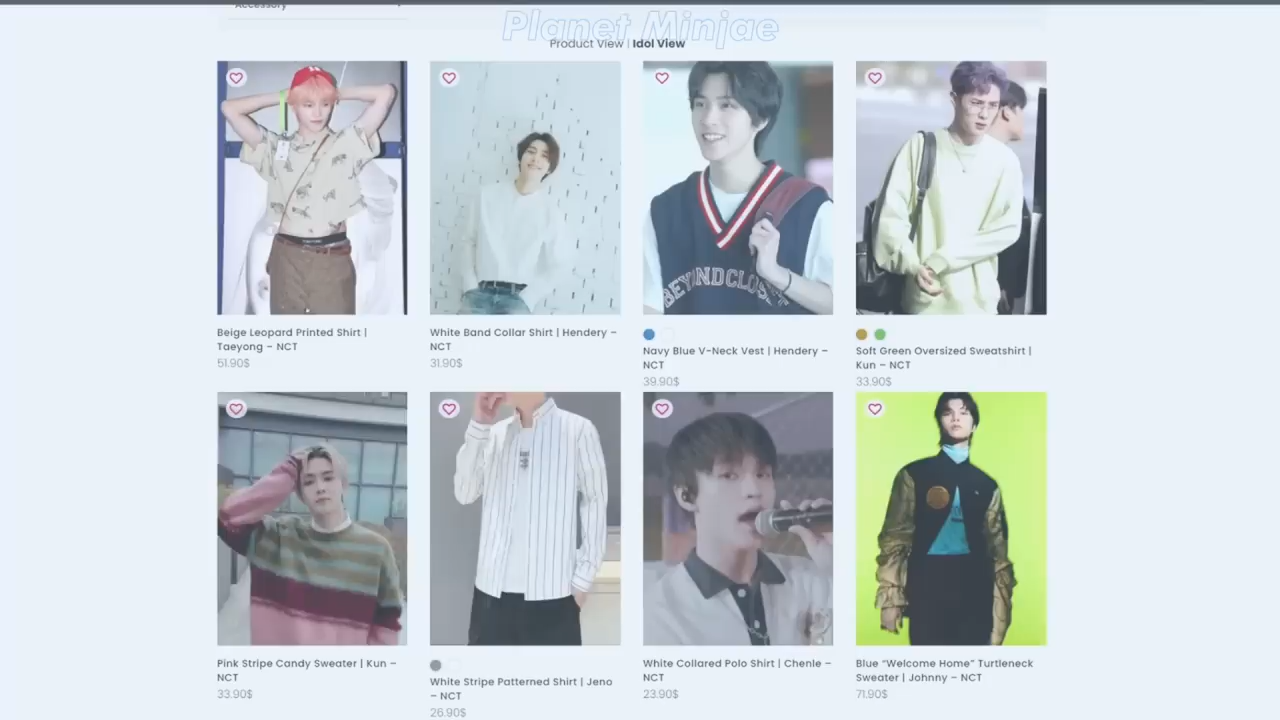 Accessory
Planet Minjae
Product View | Idol View
BEYONDCLOSET
Beige Leopard Printed Shirt |
Taeyong – NCT
51.90$
White Band Collar Shirt | Hendery –
NCT
31.90$
Navy Blue V-Neck Vest | Hendery –
NCT
39.90$
Soft Green Oversized Sweatshirt |
Kun – NCT
33.90$
Pink Stripe Candy Sweater | Kun –
NCT
33.90$
White Stripe Patterned Shirt | Jeno
– NCT
26.90$
White Collared Polo Shirt | Chenle –
NCT
23.90$
Blue “Welcome Home” Turtleneck
Sweater | Johnny – NCT
71.90$